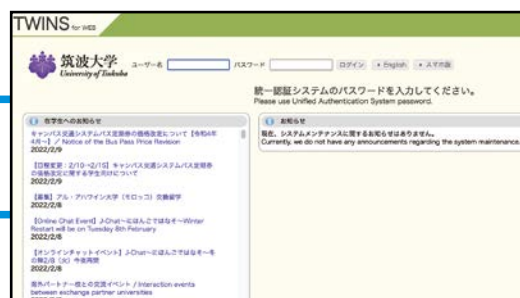 TWINS for WEB
筑波大学
University of Tsukuba
ユーザー名
パスワード
ログイン
English
スマホ版
統一認証システムのパスワードを入力してください。
Please use Unified Authentication System password.
在学生へのお知らせ
キャンパス交通システムバス定期券の価格改定について【令和4年
4月~】/ Notice of the Bus Pass Price Revision
2022/2/9
【日程変更:2/10→2/15】キャンパス交通システムバス定期券
の価格改定に関する学生向けについて
2022/2/9
【募集】アル・アハワイン大学(モロッコ)交換留学
2022/2/8
【Online Chat Event】J-Chat~にほんごではなそ~Winter
Restart will be on Tuesday 8th February
2022/2/8
【オンラインチャットイベント】J-Chat~にほんごではなそ~冬
の陣2/8(火)今後再開
2022/2/8
海外パートナー校との交流イベント / Interaction events
between exchange partner universities
お知らせ
現在、システムメンテナンスに関するお知らせはありません。
Currently, we do not have any announcements regarding the system maintenance.